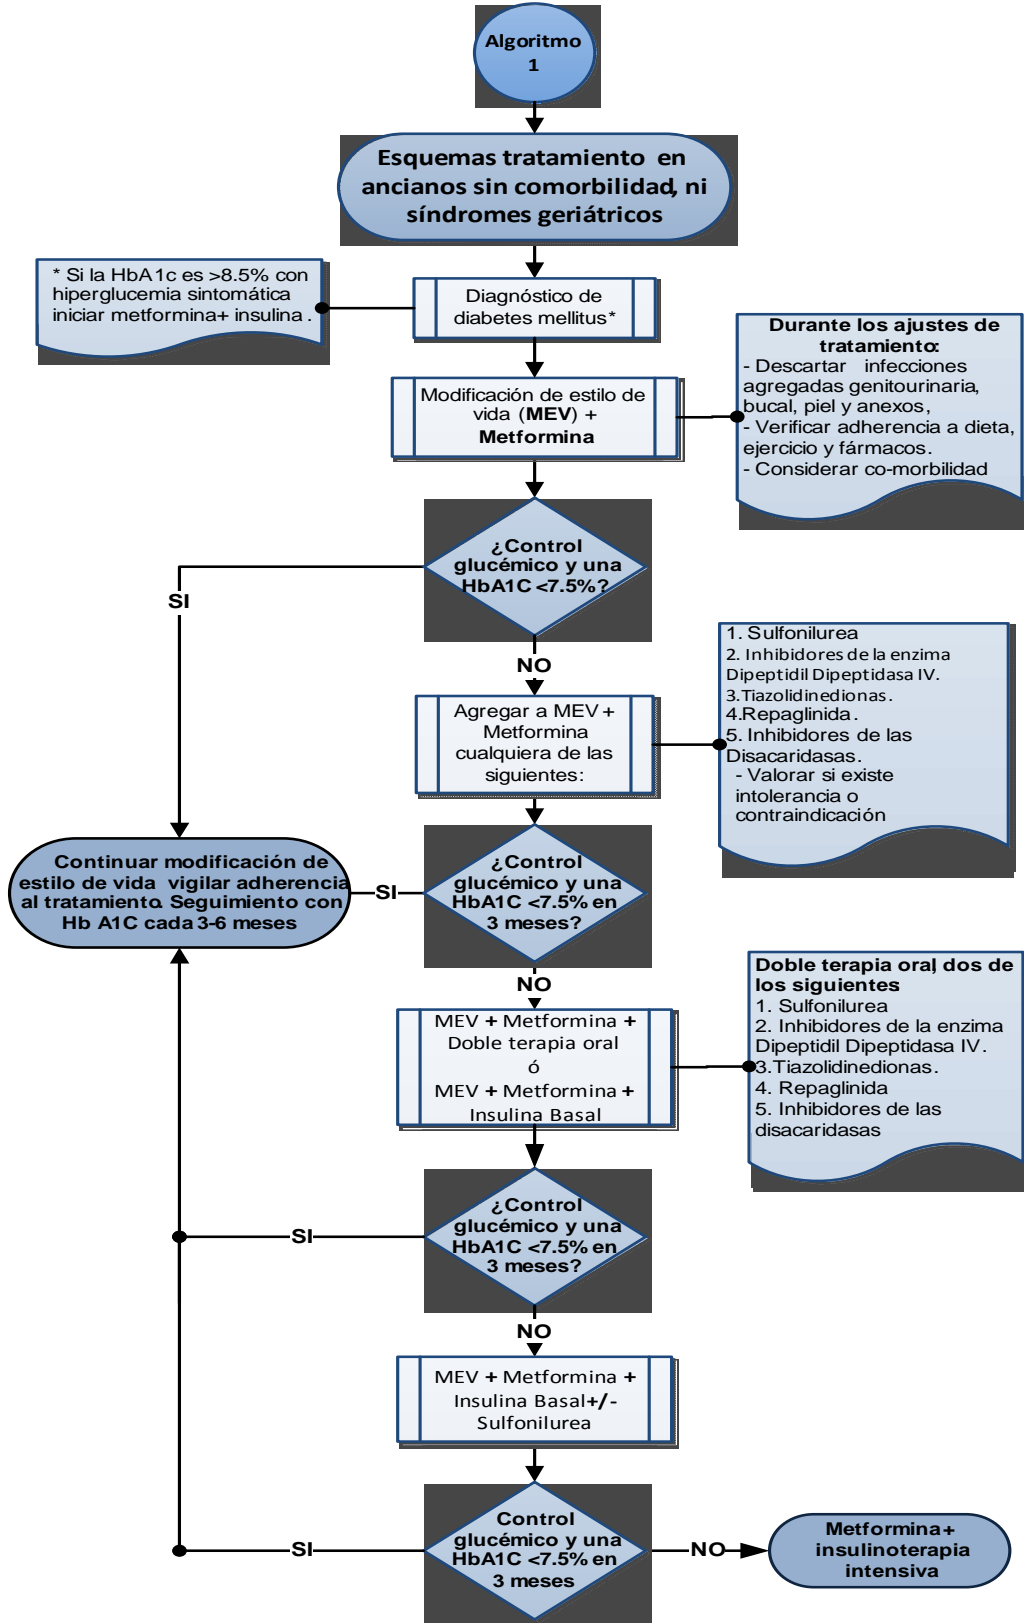 Algoritmo
1
Esquemas tratamiento en
ancianos sin comorbilidad, ni
síndromes geriátricos
* Si la HbA1c es >8.5% con
hiperglucemia sintomática
iniciar metformina+ insulina .
Diagnóstico de
diabetes mellitus*
Durante los ajustes de
tratamiento:
- Descartar infecciones
agregadas genitourinaria,
bucal, piel y anexos,
- Verificar adherencia a dieta,
ejercicio y fármacos.
- Considerar co-morbilidad
Modificación de estilo de
vida (MEV) +
Metformina
¿Control
glucémico y una
HbA1C <7.5%?
SI
NO
1. Sulfonilurea
2. Inhibidores de la enzima
Dipeptidil Dipeptidasa IV.
3.Tiazolidinedionas.
4.Repaglinida.
5. Inhibidores de las
Disacaridasas.
- Valorar si existe
intolerancia o
contraindicación
Agregar a MEV +
Metformina
cualquiera de las
siguientes:
¿Control
glucémico y una
HbA1C <7.5% en
3 meses?
SI
Continuar modificación de
estilo de vida vigilar adherencia
al tratamiento. Seguimiento con
Hb A1C cada 3-6 meses
NO
Doble terapia oral, dos de
los siguientes
1. Sulfonilurea
2. Inhibidores de la enzima
Dipeptidil Dipeptidasa IV.
3.Tiazolidinedionas.
4. Repaglinida
5. Inhibidores de las
disacaridasas
MEV + Metformina +
Doble terapia oral
ó
MEV + Metformina +
Insulina Basal
¿Control
glucémico y una
HbA1C <7.5% en
3 meses?
SI
NO
MEV + Metformina +
Insulina Basal+/-
Sulfonilurea
Control
glucémico y una
HbA1C <7.5% en
3 meses
SI
NO
Metformina+
insulinoterapia
intensiva